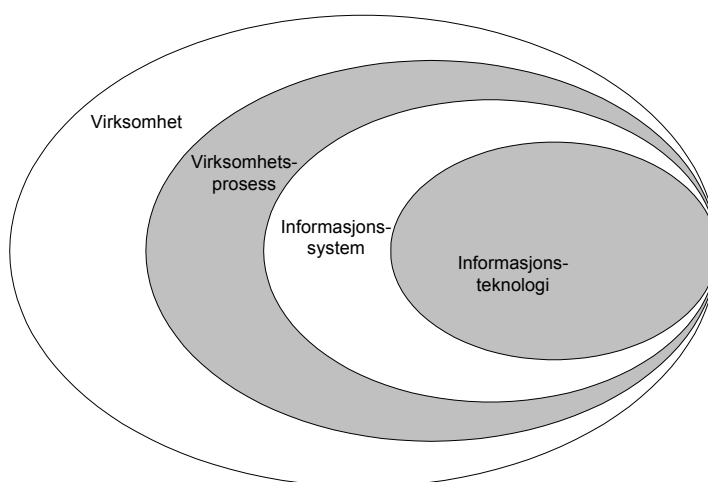 Virksomhet
Virksomhets-
prosess
Informasjons-
system
Informasjons-
teknologi